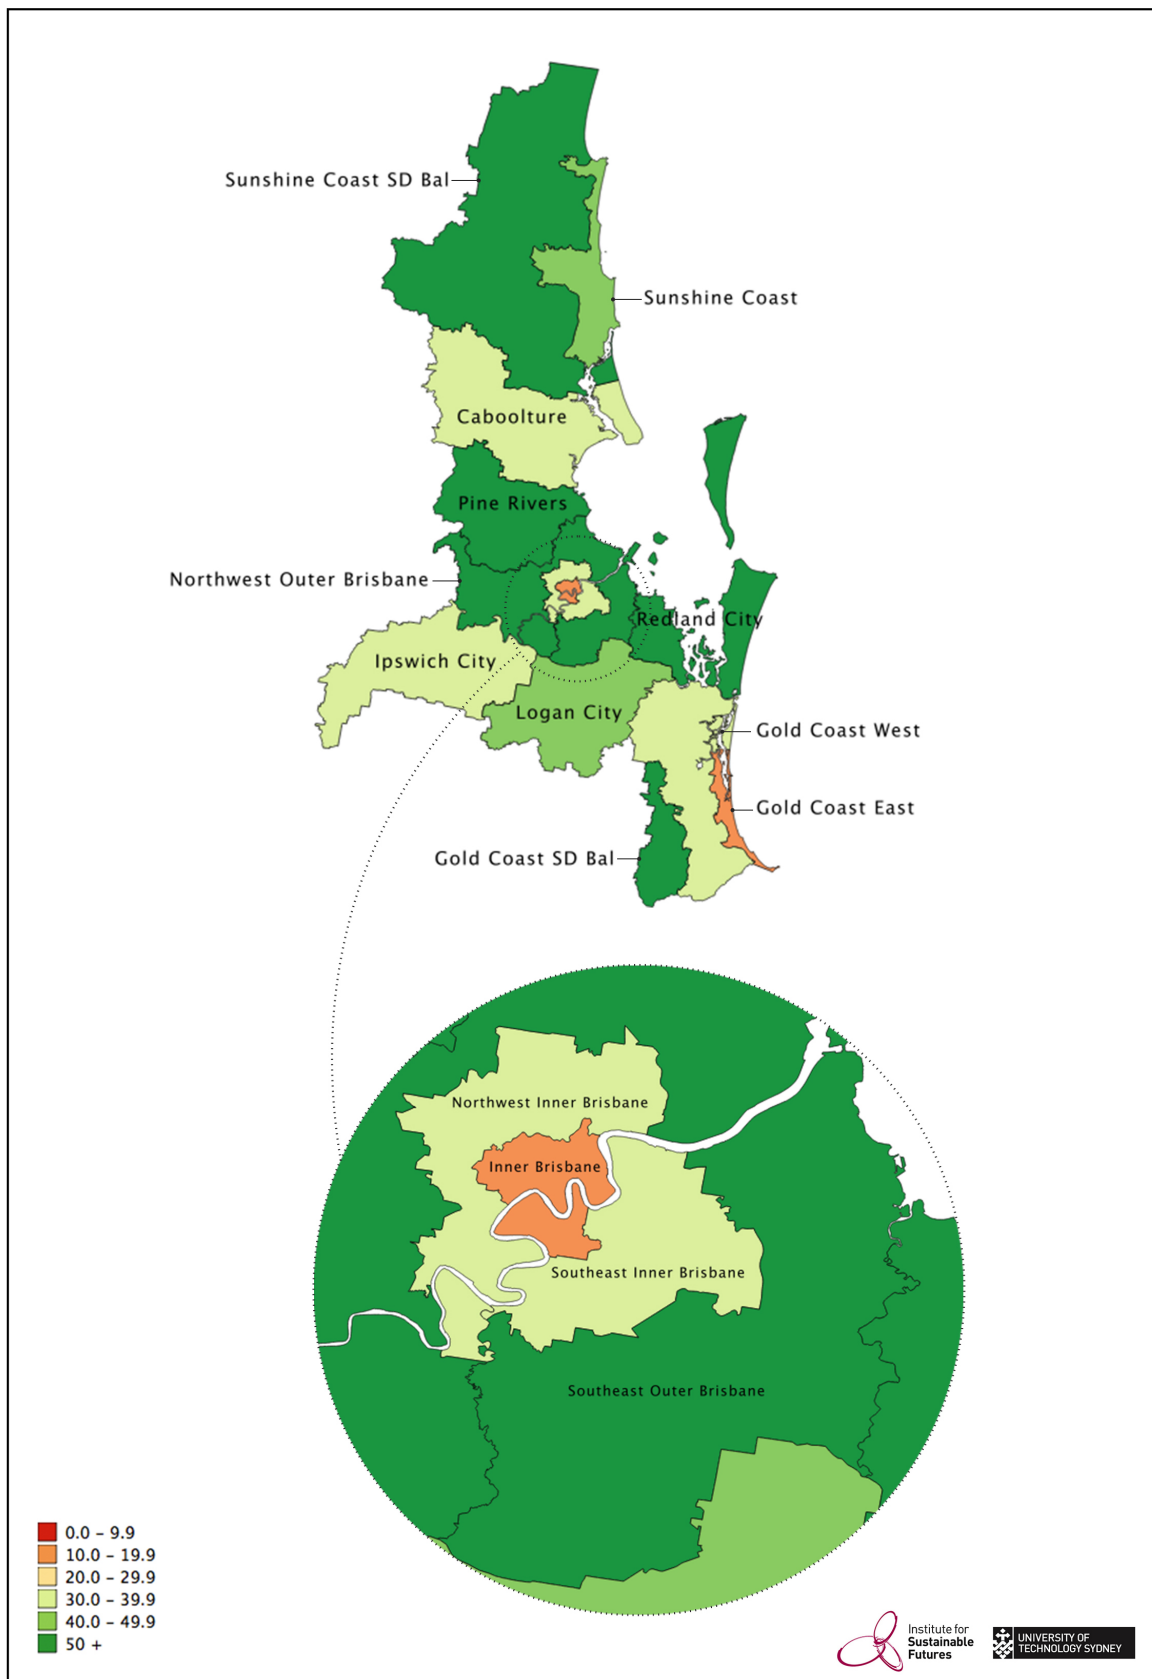 Sunshine Coast SD Bal
Sunshine Coast
Caboolture
Pine Rivers
Northwest Outer Brisbane
Redland City
Ipswich City
Logan City
Gold Coast West
Gold Coast East
Gold Coast SD Bal
Northwest Inner Brisbane
Inner Brisbane
Southeast Inner Brisbane
Southeast Outer Brisbane
0.0 – 9.9
10.0 – 19.9
20.0 – 29.9
30.0 – 39.9
40.0 – 49.9
50 +
Institute for
Sustainable
Futures
UNIVERSITY OF
TECHNOLOGY SYDNEY